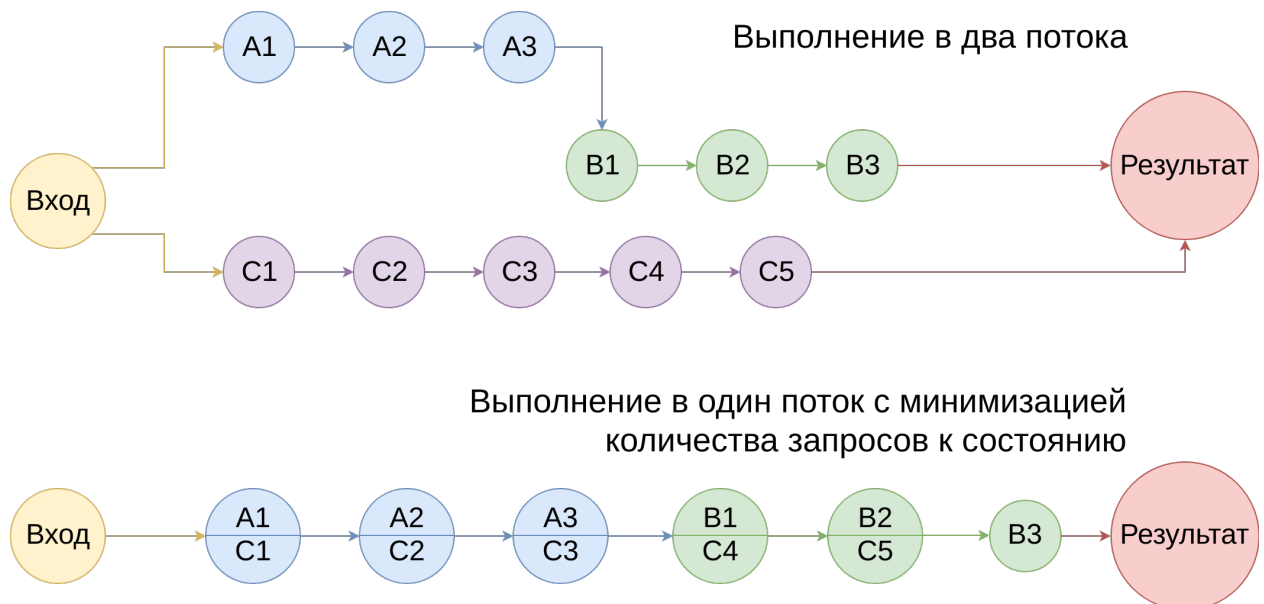 Выполнение в два потока
A1
A2
A3
B1
B2
B3
Результат
Вход
C1
C2
C3
C4
C5
Выполнение в один поток с минимизацией
количества запросов к состоянию
Вход
A1
C1
A2
C2
A3
C3
B1
C4
B2
C5
B3
Результат